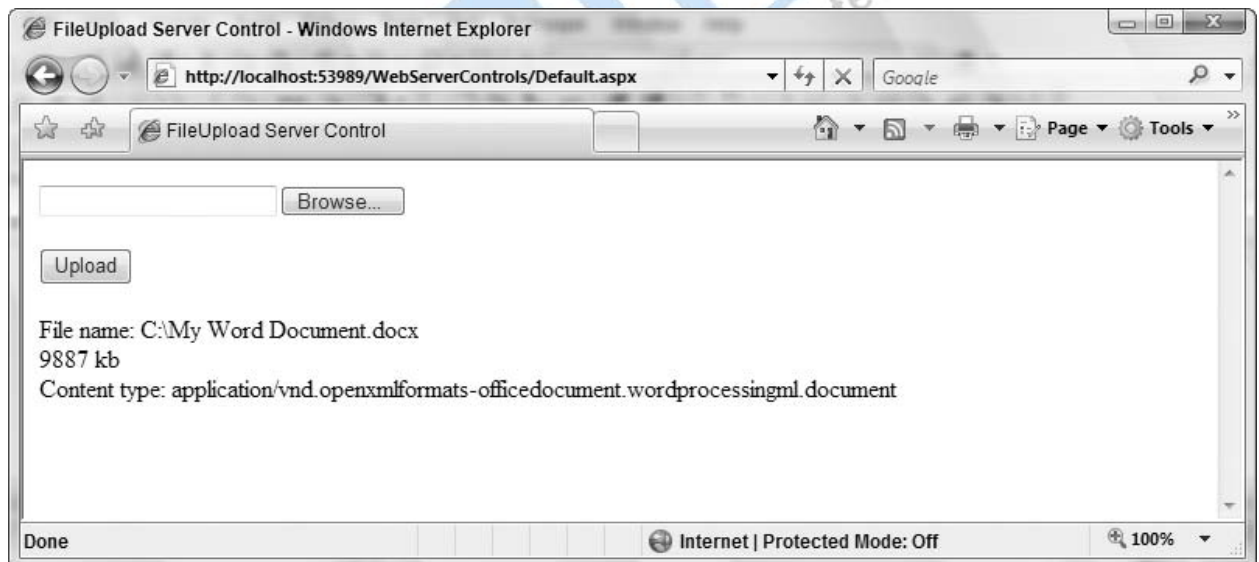 FileUpload Server Control - Windows Internet Explorer
http://localhost:53989/WebServerControls/Default.aspx
Google
FileUpload Server Control
Page
Tools
Browse...
Upload
File name: C:\My Word Document.docx
9887 kb
Content type: application/vnd.openxmlformats-officedocument.wordprocessingml.document
Done
Internet | Protected Mode: Off
100%